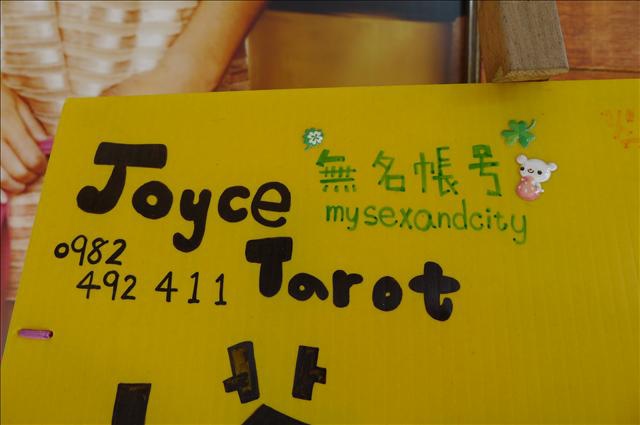 Joyce
Tarot
0982
492 411
無名帳号
mysexandcity